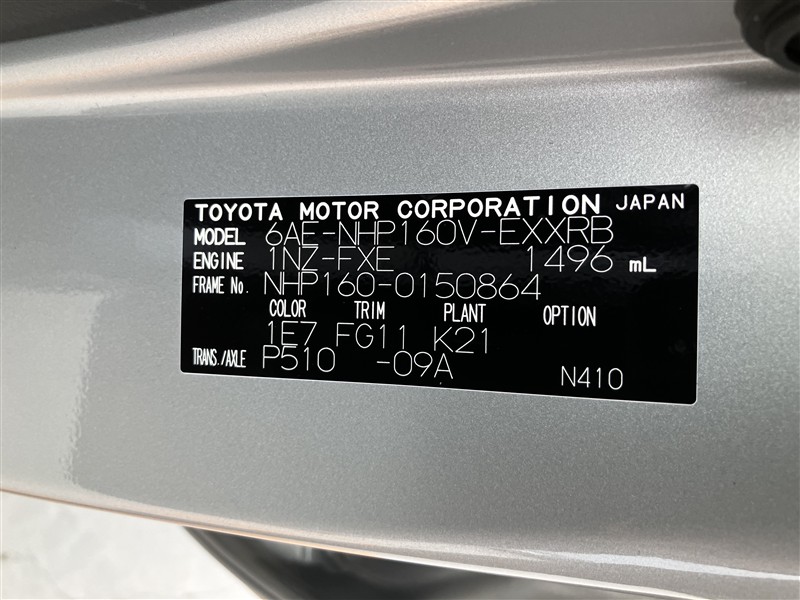 TOYOTA MOTOR CORPORATION JAPAN
MODEL 6AE-NHP160V-EXXRB
ENGINE 1NZ-FXE 1496 mL
FRAME No. NHP160-0150864
COLOR TRIM PLANT OPTION
1E7 FG11 K21
TRANS./AXLE P510 -09A N410